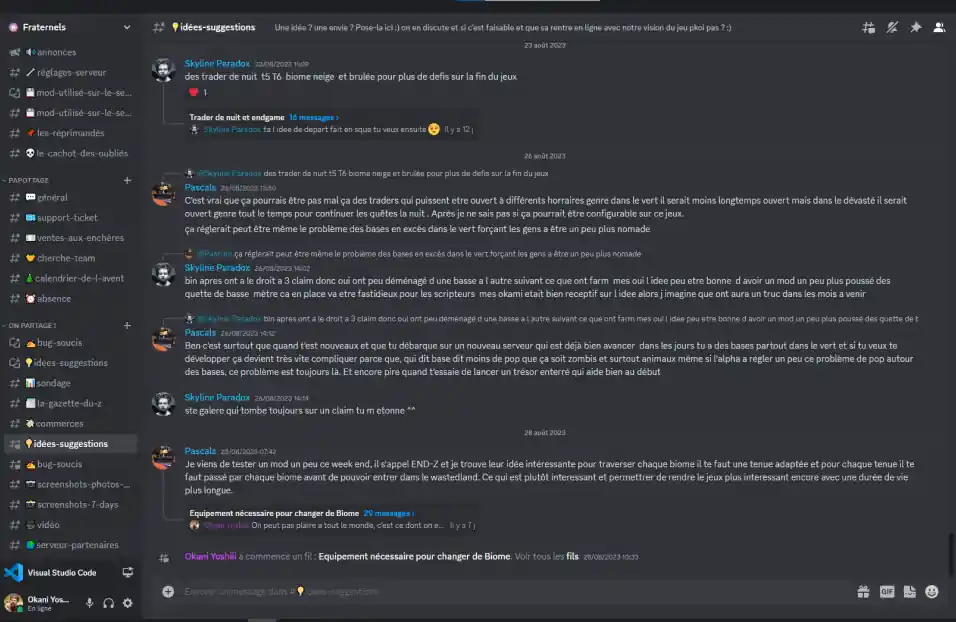 Fraternels
annonces
réglages-serveur
mod-utilisé-sur-le-se...
mod-utilisé-sur-le-se...
les-réprimandés
le-cachot-des-oubliés
PAPOTTAGE
général
support-ticket
ventes-aux-enchères
cherche-team
calendrier-de-l-avent
absence
ON PARTAGE !
bug-soucis
idées-suggestions
sondage
la-gazette-du-z
commerces
idées-suggestions
bug-soucis
screenshots-photos-...
screenshots-7-days
vidéo
serveur-partenaires
Visual Studio Code
Okani Yos...
En ligne
idées-suggestions Une idée ? une envie ? Pose-la ici :) on en discute et si c'est faisable et que sa rentre en ligne avec notre vision du jeu pkoi pas ? ;)
23 août 2023
Skyline Paradox
des trader de nuit t5 T6 biome neige et brulée pour plus de defis sur la fin du jeux
1
Trader de nuit et endgame 16 messages ›
Skyline Paradox ta l idee de depart fait en sque tu veux ensuite Il y a 12 j
26 août 2023
@Skyline Paradox des trader de nuit t5 T6 biome neige et brulée pour plus de defis sur la fin du jeux
Pascals
C'est vrai que ça pourrais être pas mal ça des traders qui puissent etre ouvert à différents horraires genre dans le vert il serait moins longtemps ouvert mais dans le dévasté il serait
ouvert genre tout le temps pour continuer les quêtes la nuit . Après je ne sais pas si ça pourrait être configurable sur ce jeux.
ça réglerait peut être même le problème des bases en excés dans le vert forçant les gens a être un peu plus nomade
@Pascals ça réglerait peut être même le problème des bases en excés dans le vert forçant les gens a être un peu plus nomade
Skyline Paradox 26/08/2023 14:02
bin apres ont a le droit a 3 claim donc oui ont peu déménagé d une basse a l autre suivant ce que ont farm mes oui l idee peu etre bonne d avoir un mod un peu plus poussé des
quette de basse mètre ca en place va etre fastidieux pour les scripteurs mes okami etait bien receptif sur l idee alors j imagine que ont aura un truc dans les mois a venir
@Skyline Paradox bin apres ont a le droit a 3 claim donc oui ont peu déménagé d une basse a l autre suivant ce que ont farm mes oui l idee peu etre bonne d avoir un mod un peu plus poussé des quette de b
Pascals 26/08/2023 14:12
Ben c'est surtout que quand t'est nouveaux et que tu débarque sur un nouveau serveur qui est déjà bien avancer dans les jours tu a des bases partout dans le vert et si tu veux te
développer ça devient très vite compliquer parce que, qui dit base dit moins de pop que ça soit zombis et surtout animaux même si l'alpha a regler un peu ce problème de pop autour
des bases, ce problème est toujours là. Et encore pire quand t'essaie de lancer un trésor enterré qui aide bien au début
Skyline Paradox 26/08/2023 14:14
ste galere qui tombe toujours sur un claim tu m etonne ^^
28 août 2023
Pascals 28/08/2023 07:42
Je viens de tester un mod un peu ce week end, il s'appel END-Z et je trouve leur idée intéressante pour traverser chaque biome il te faut une tenue adaptée et pour chaque tenue il te
faut passé par chaque biome avant de pouvoir entrer dans le wastedland. Ce qui est plutôt interessant et permettrer de rendre le jeux plus interessant encore avec une durée de vie
plus longue.
Equipement nécessaire pour changer de Biome 29 messages ›
On peut pas plaire a tout le monde, c'est ce dont on e... Il y a 7 j
Okani Yoshiii a commencé un fil : Equipement nécessaire pour changer de Biome. Voir tous les fils 28/08/2023 10:33
Envoyer un message dans # idées-suggestions
GIF